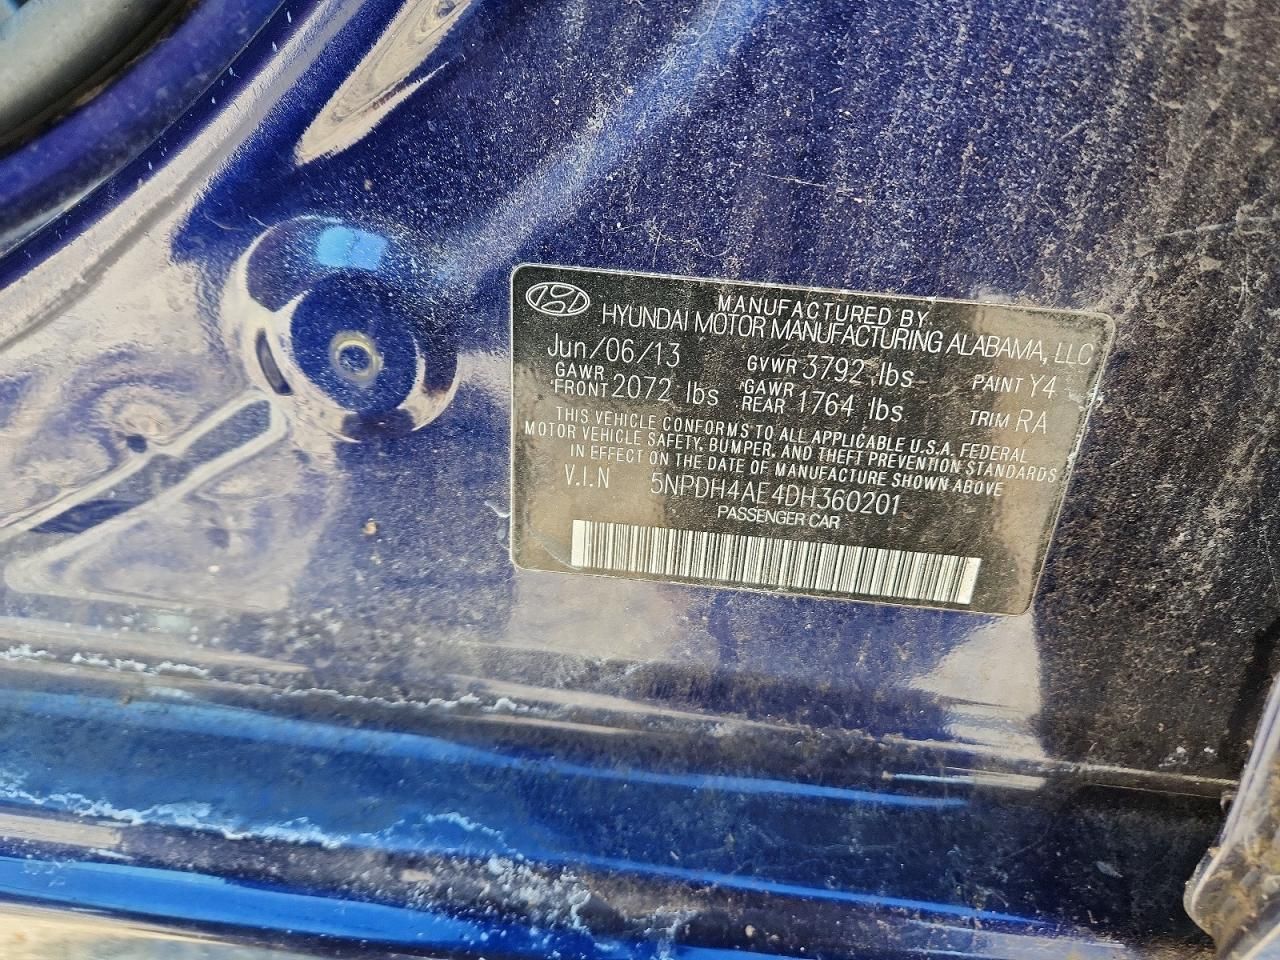 MANUFACTURED BY
HYUNDAI MOTOR MANUFACTURING ALABAMA, LLC
Jun/06/13 GVWR 3792 lbs PAINT Y4
GAWR FRONT 2072 lbs GAWR REAR 1764 lbs TRIM RA
THIS VEHICLE CONFORMS TO ALL APPLICABLE U.S.A. FEDERAL
MOTOR VEHICLE SAFETY, BUMPER, AND THEFT PREVENTION STANDARDS
IN EFFECT ON THE DATE OF MANUFACTURE SHOWN ABOVE
V.I.N 5NPDH4AE4DH360201
PASSENGER CAR